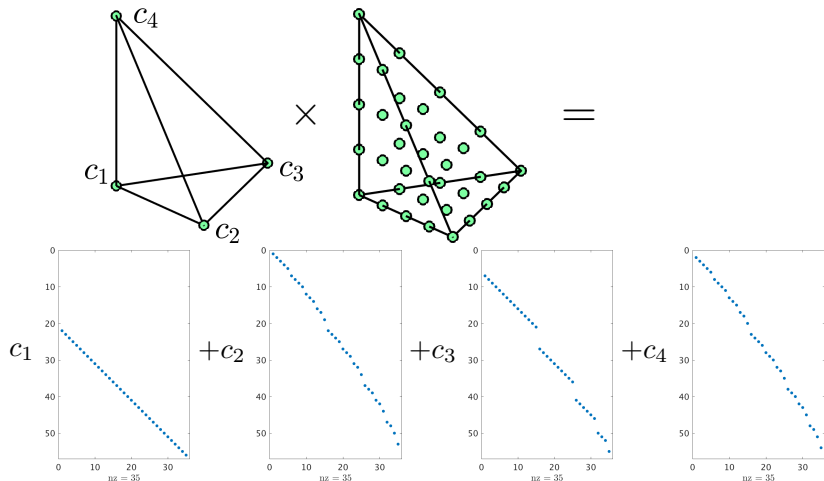 c₄
× =
c₁ c₃
c₂
0 0 0 0
10 10 10 10
20 20 20 20
c₁ +c₂ +c₃ +c₄
30 30 30 30
40 40 40 40
50 50 50 50
0 10 20 30 0 10 20 30 0 10 20 30 0 10 20 30
nz = 35 nz = 35 nz = 35 nz = 35